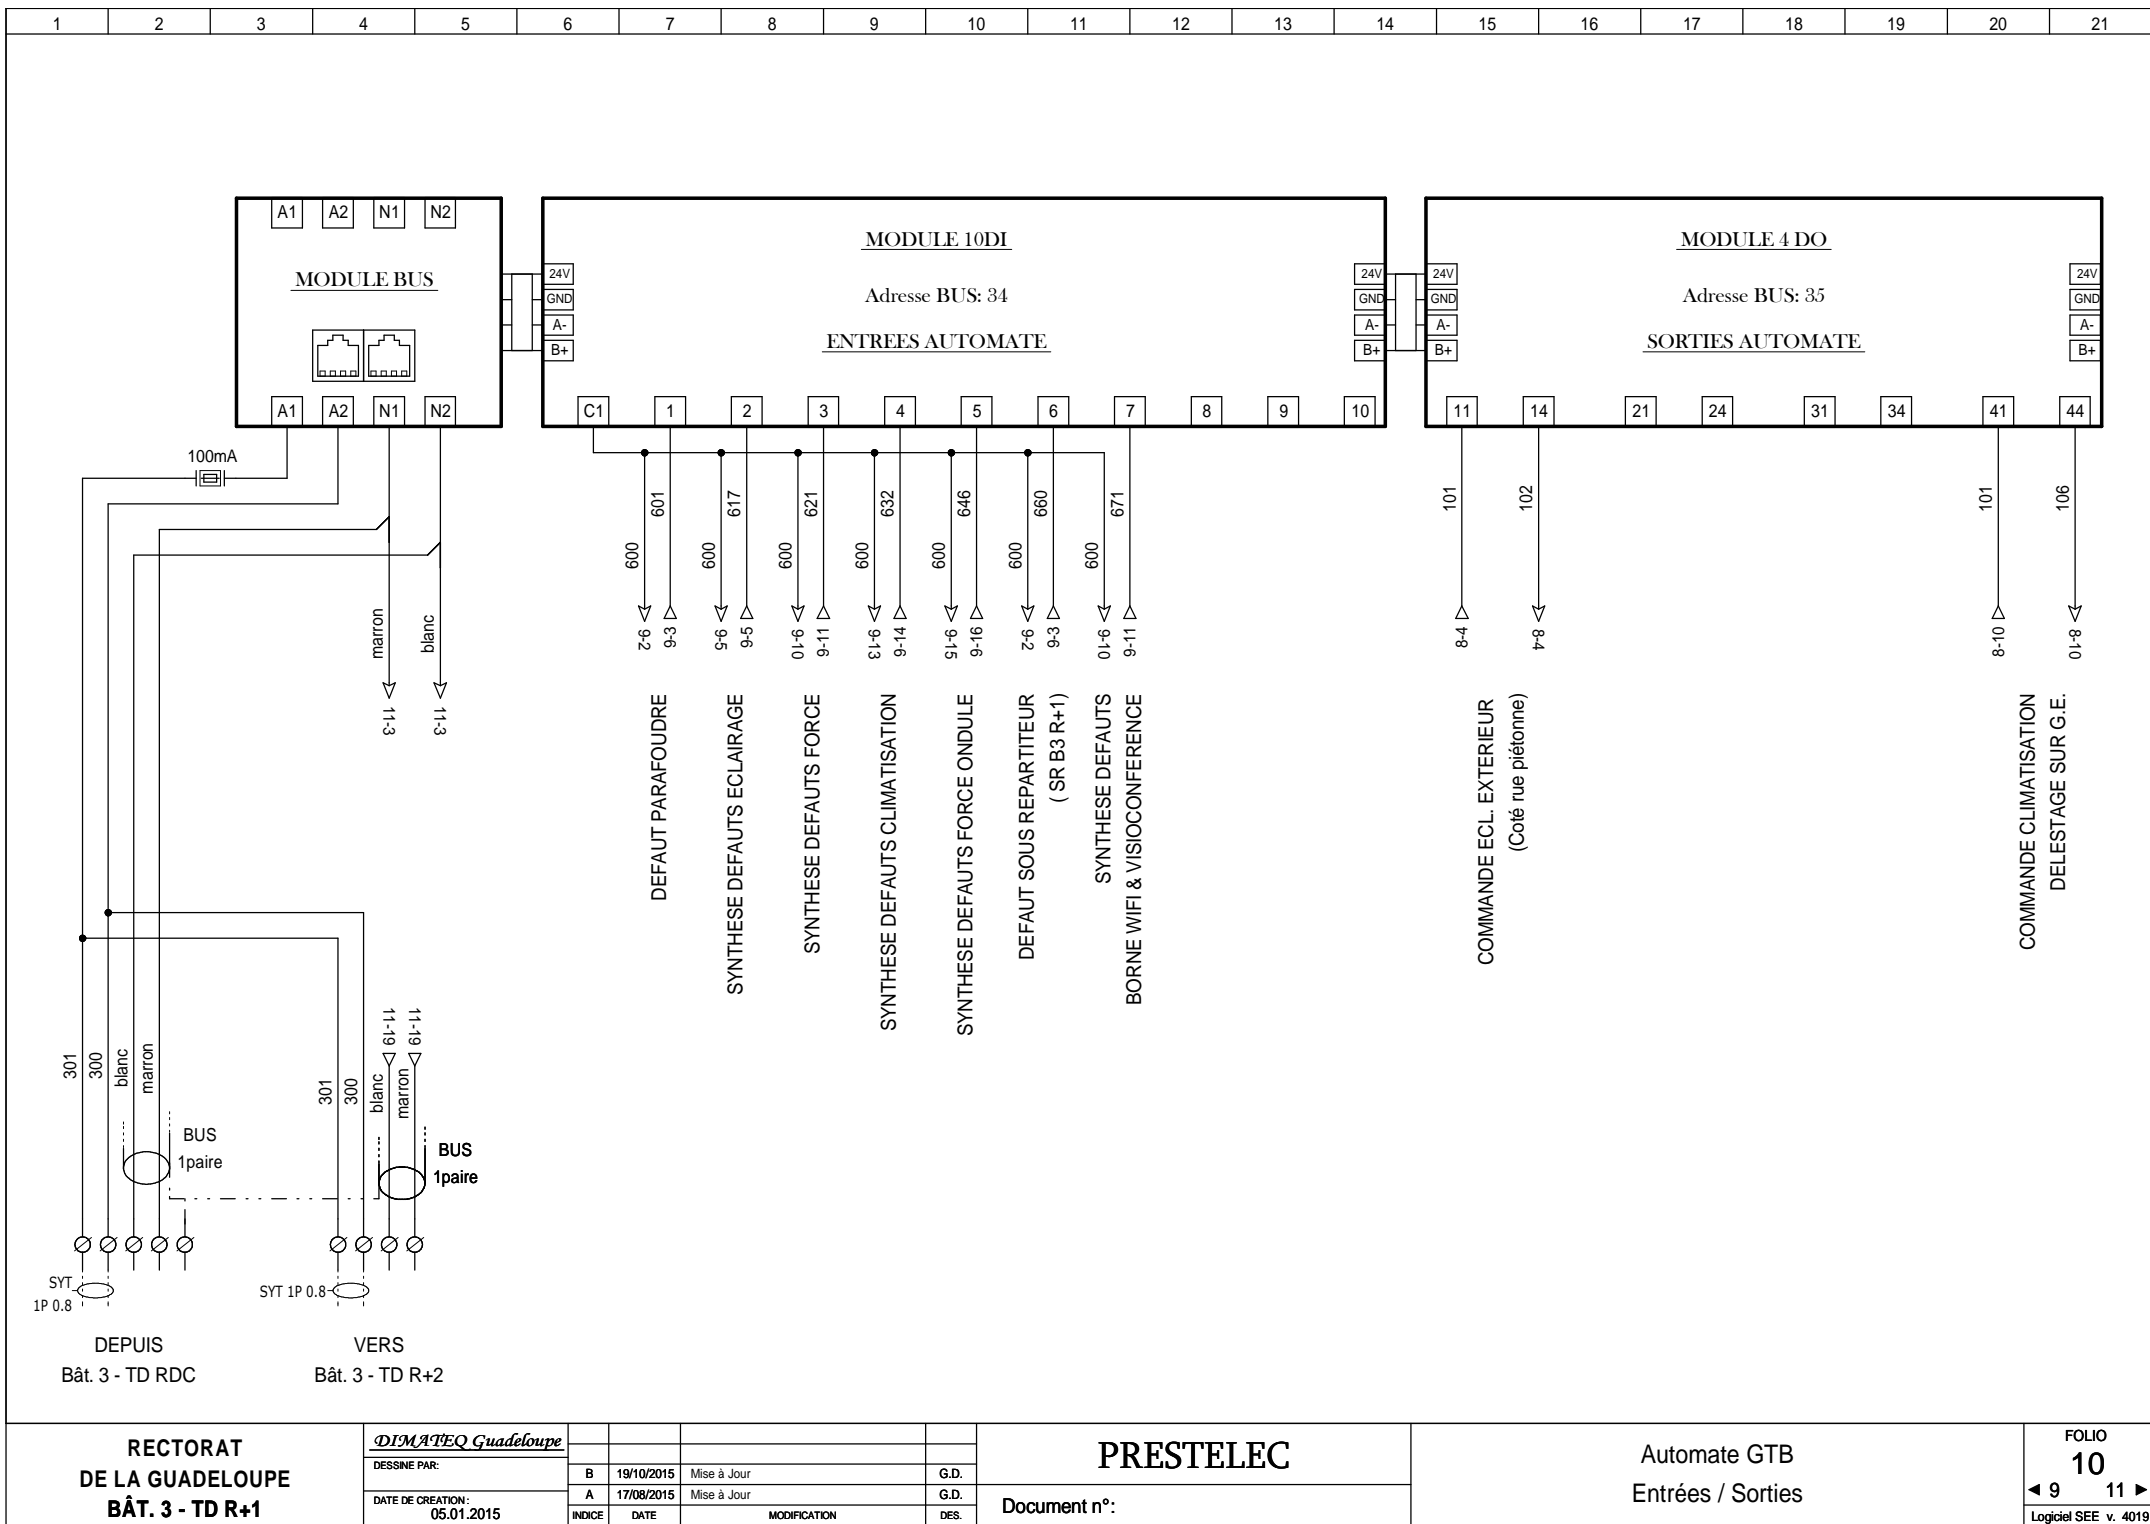 1 2 3 4 5 6 7 8 9 10 11 12 13 14 15 16 17 18 19 20 21
A1 A2 N1 N2
MODULE BUS
A1 A2 N1 N2
MODULE 10DI
Adresse BUS: 34
ENTREES AUTOMATE
24V
GND
A-
B+
24V
GND
A-
B+
C1 1 2 3 4 5 6 7 8 9 10
MODULE 4 DO
Adresse BUS: 35
SORTIES AUTOMATE
24V
GND
A-
B+
24V
GND
A-
B+
11 14 21 24 31 34 41 44
100mA
marron
blanc
11-3
11-3
600 601
600 617
600 621
600 632
600 646
600 660
600 671
9-2 9-3
9-5 9-5
9-10 9-11
9-13 9-14
9-15 9-16
9-2 9-3
9-10 9-11
101 102
8-4 8-4
101 106
8-10 8-10
DEFAUT PARAFOUDRE
SYNTHESE DEFAUTS ECLAIRAGE
SYNTHESE DEFAUTS FORCE
SYNTHESE DEFAUTS CLIMATISATION
SYNTHESE DEFAUTS FORCE ONDULE
DEFAUT SOUS REPARTITEUR
( SR B3 R+1)
SYNTHESE DEFAUTS
BORNE WIFI & VISIOCONFERENCE
COMMANDE ECL. EXTERIEUR
(Coté rue piétonne)
COMMANDE CLIMATISATION
DELESTAGE SUR G.E.
11-19 11-19
301 300 blanc marron
301 300 blanc marron
BUS
1paire
BUS
1paire
SYT
1P 0.8
SYT 1P 0.8
DEPUIS
Bât. 3 - TD RDC
VERS
Bât. 3 - TD R+2
RECTORAT
DE LA GUADELOUPE
BÂT. 3 - TD R+1
DIMATEQ Guadeloupe
DESSINE PAR:
DATE DE CREATION :
05.01.2015
B 19/10/2015 Mise à Jour G.D.
A 17/08/2015 Mise à Jour G.D.
INDICE DATE MODIFICATION DES.
PRESTELEC
Document n°:
Automate GTB
Entrées / Sorties
FOLIO
10
◄ 9 11 ►
Logiciel SEE v. 4019